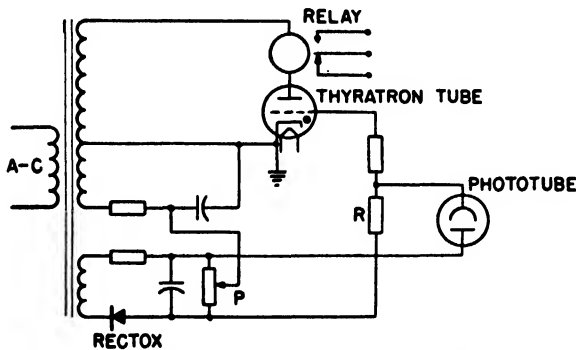 RELAY
THYRATRON TUBE
A-C
PHOTOTUBE
R
P
RECTOX